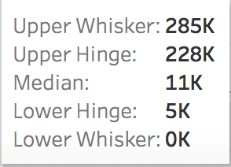 Upper Whisker: 285K
Upper Hinge: 228K
Median: 11K
Lower Hinge: 5K
Lower Whisker: 0K